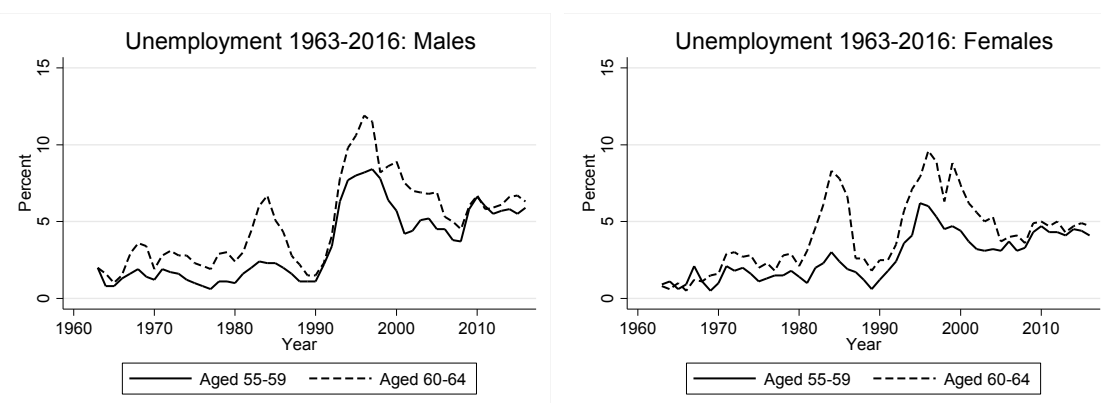 Unemployment 1963-2016: Males
15
10
5
0
Percent
1960 1970 1980 1990 2000 2010
Year
Aged 55-59 Aged 60-64
Unemployment 1963-2016: Females
15
10
5
0
Percent
1960 1970 1980 1990 2000 2010
Year
Aged 55-59 Aged 60-64